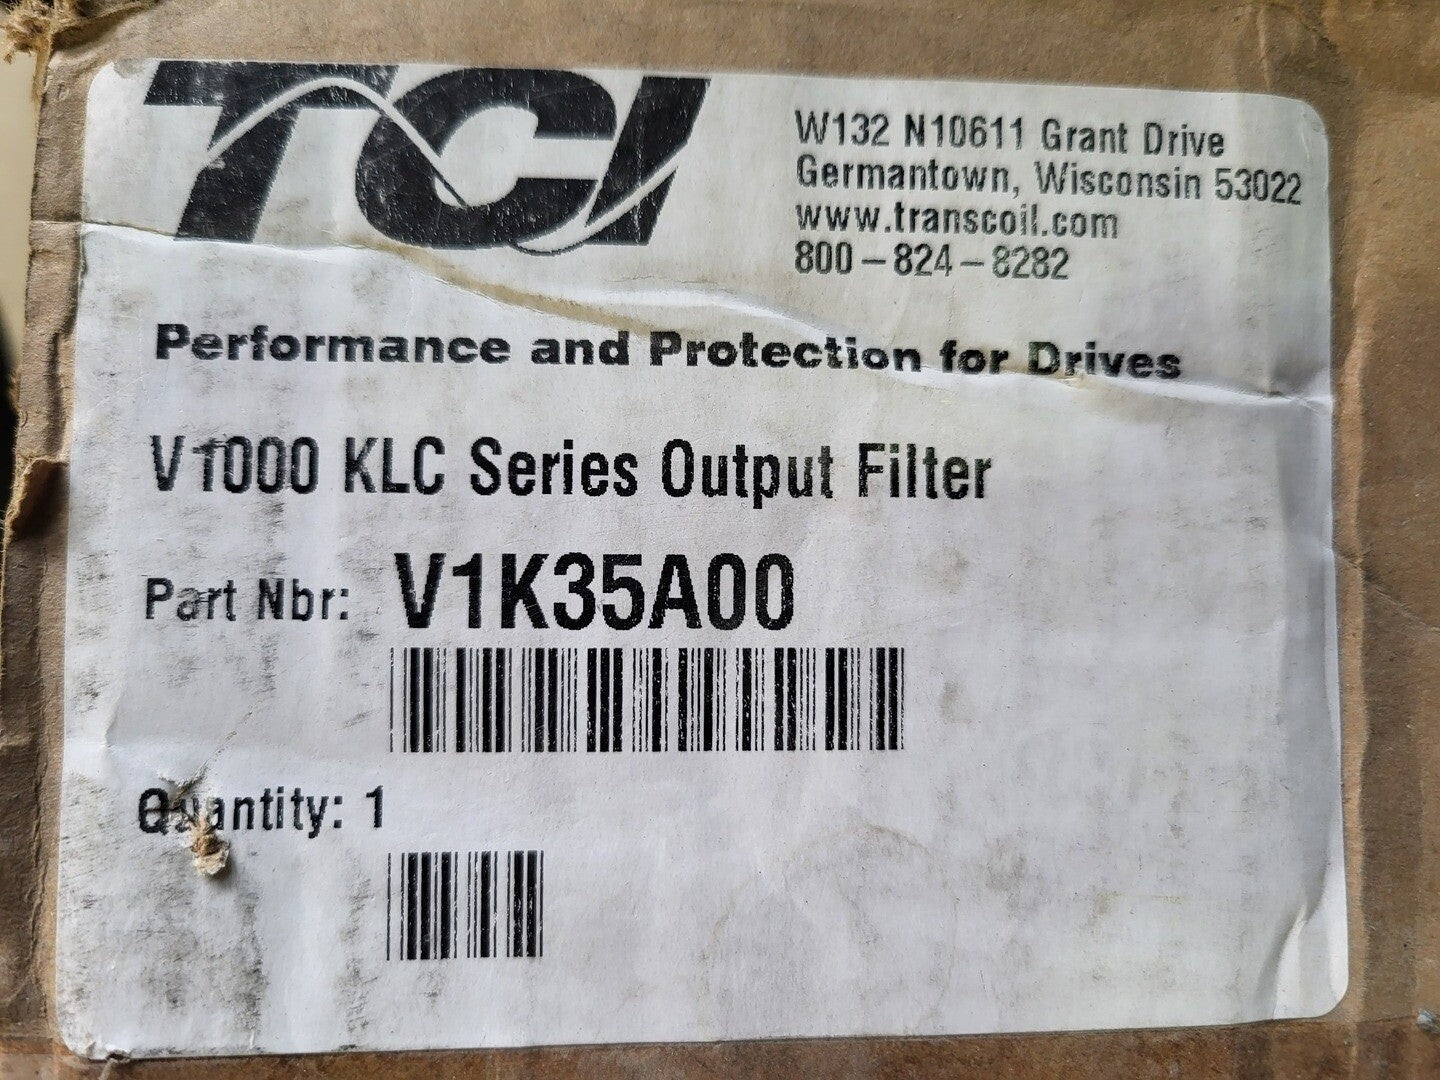 TCI
W132 N10611 Grant Drive
Germantown, Wisconsin 53022
www.transcoil.com
800-824-8282
Performance and Protection for Drives
V1000 KLC Series Output Filter
Part Nbr: V1K35A00
Quantity: 1